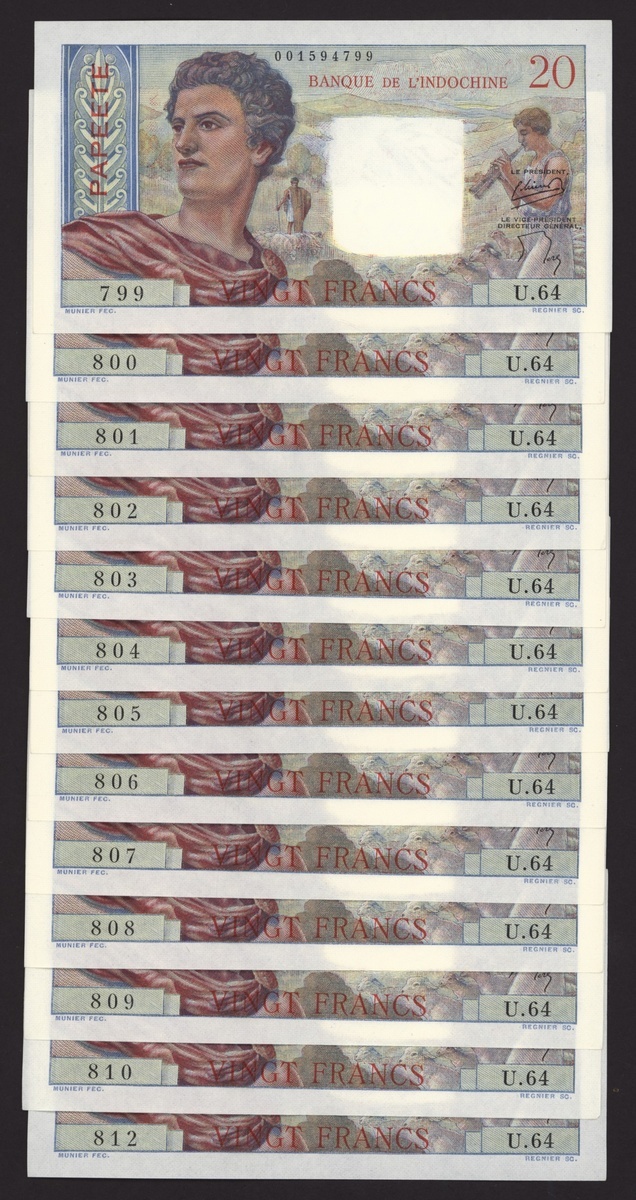 001594799
PAPEETE
BANQUE DE L'INDOCHINE 20
LE PRÉSIDENT,
LE VICE-PRÉSIDENT
DIRECTEUR GÉNÉRAL,
799 VINGT FRANCS U.64
MUNIER FEC. REGNIER SC.
800 VINGT FRANCS U.64
MUNIER FEC. REGNIER SC.
801 VINGT FRANCS U.64
MUNIER FEC. REGNIER SC.
802 VINGT FRANCS U.64
MUNIER FEC. REGNIER SC.
803 VINGT FRANCS U.64
MUNIER FEC. REGNIER SC.
804 VINGT FRANCS U.64
MUNIER FEC. REGNIER SC.
805 VINGT FRANCS U.64
MUNIER FEC. REGNIER SC.
806 VINGT FRANCS U.64
MUNIER FEC. REGNIER SC.
807 VINGT FRANCS U.64
MUNIER FEC. REGNIER SC.
808 VINGT FRANCS U.64
MUNIER FEC. REGNIER SC.
809 VINGT FRANCS U.64
MUNIER FEC. REGNIER SC.
810 VINGT FRANCS U.64
MUNIER FEC. REGNIER SC.
812 VINGT FRANCS U.64
MUNIER FEC. REGNIER SC.